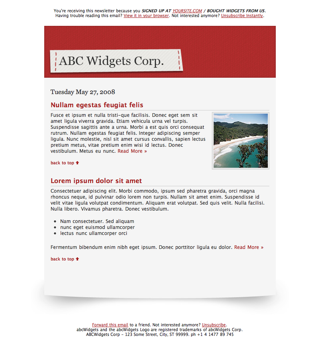 You're receiving this newsletter because you SIGNED UP AT YOURSITE.COM / BOUGHT WIDGETS FROM US.
Having trouble reading this email? View it in your browser. Not interested anymore? Unsubscribe Instantly.
ABC Widgets Corp.
Tuesday May 27, 2008
Nullam egestas feugiat felis
Fusce et ipsum et nulla tristi-que facilisis. Donec eget sem sit
amet ligula viverra gravida. Etiam vehicula urna vel turpis.
Suspendisse sagittis ante a urna. Morbi a est quis orci consequat
rutrum. Nullam egestas feugiat felis. Integer adipiscing semper
ligula. Nunc molestie, nisl sit amet cursus convallis, sapien lectus
pretium metus, vitae pretium enim wisi id lectus. Donec
vestibulum. Metus eu nunc. Read More »
back to top
Lorem ipsum dolor sit amet
Consectetuer adipiscing elit. Morbi commodo, ipsum sed pharetra gravida, orci magna
rhoncus neque, id pulvinar odio lorem non turpis. Nullam sit amet enim. Suspendisse id
velit vitae ligula volutpat condimentum. Aliquam erat volutpat. Sed quis velit. Nulla facilisi.
Nulla libero. Vivamus pharetra. Donec vestibulum.
• Nam consectetuer. Sed aliquam
• nunc eget euismod ullamcorper
• lectus nunc ullamcorper orci
Fermentum bibendum enim nibh eget ipsum. Donec porttitor ligula eu dolor. Read More »
back to top
Forward this email to a friend. Not interested anymore? Unsubscribe.
abcWidgets and the abcWidgets Logo are registered trademarks of abcWidgets Corp.
ABCWidgets Corp - 123 Some Street, City, ST 99999. ph +1 4 1477 89 745